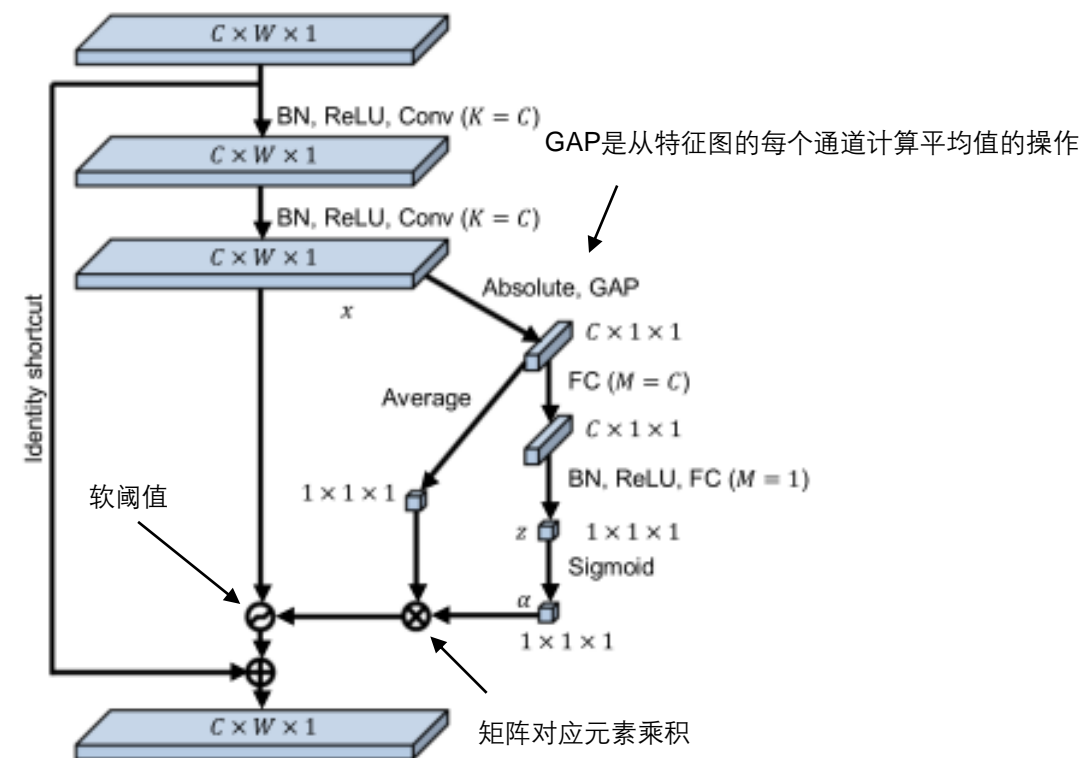 C × W × 1
BN, ReLU, Conv (K = C)
GAP是从特征图的每个通道计算平均值的操作
C × W × 1
BN, ReLU, Conv (K = C)
C × W × 1
x
Absolute, GAP
C × 1 × 1
Identity shortcut
Average
FC (M = C)
C × 1 × 1
BN, ReLU, FC (M = 1)
1 × 1 × 1
软阈值
z
1 × 1 × 1
Sigmoid
α
1 × 1 × 1
C × W × 1
矩阵对应元素乘积